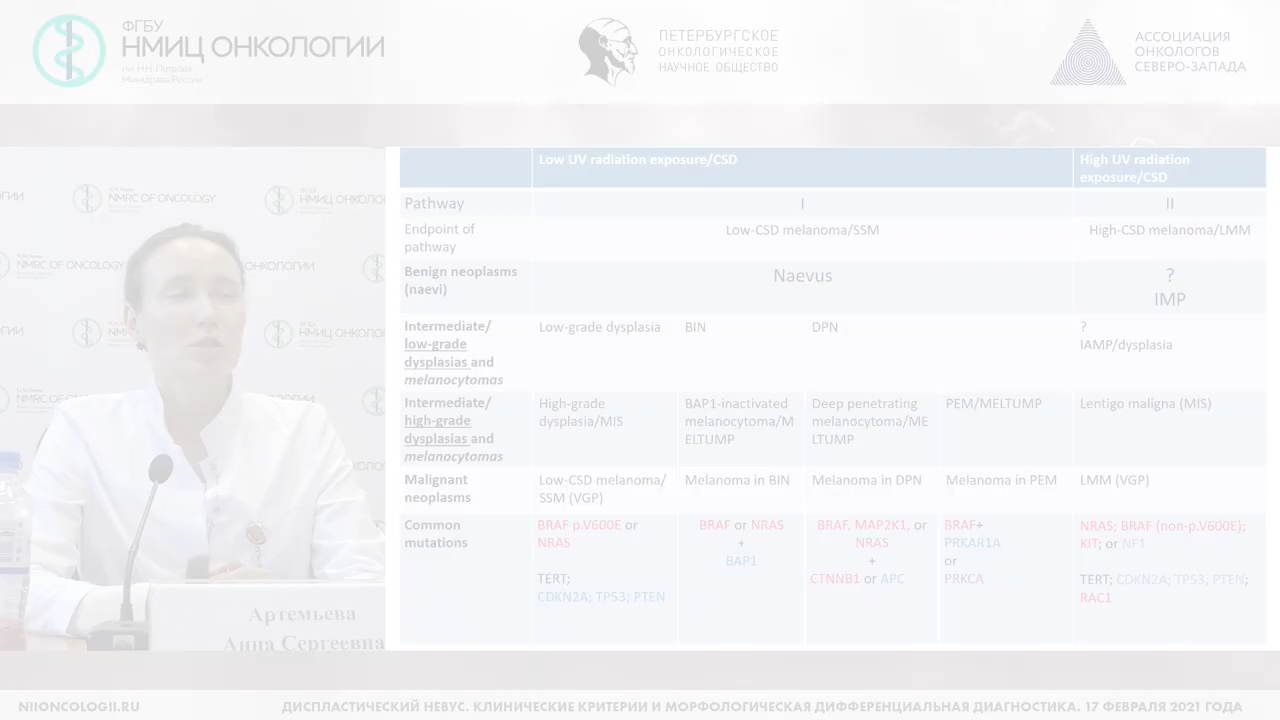 ФГБУ
НМИЦ ОНКОЛОГИИ
им. Н.Н. Петрова
Минздрава России
ПЕТЕРБУРГСКОЕ
ОНКОЛОГИЧЕСКОЕ
НАУЧНОЕ ОБЩЕСТВО
АССОЦИАЦИЯ
ОНКОЛОГОВ
СЕВЕРО-ЗАПАДА
NMRC OF ONCOLOGY
NMRC OF ONCOLOGY
ОНКОЛОГИИ
НМИЦ ОНКОЛОГИИ
Артемьева
Анна Сергеевна
Low UV radiation exposure/CSD
High UV radiation
exposure/CSD
Pathway
I
II
Endpoint of
pathway
Low-CSD melanoma/SSM
High-CSD melanoma/LMM
Benign neoplasms
(naevi)
Naevus
?
IMP
Intermediate/
low-grade
dysplasias and
melanocytomas
Low-grade dysplasia
BIN
DPN
?
IAMP/dysplasia
Intermediate/
high-grade
dysplasias and
melanocytomas
High-grade
dysplasia/MIS
BAP1-inactivated
melanocytoma/M
ELTUMP
Deep penetrating
melanocytoma/ME
LTUMP
PEM/MELTUMP
Lentigo maligna (MIS)
Malignant
neoplasms
Low-CSD melanoma/
SSM (VGP)
Melanoma in BIN
Melanoma in DPN
Melanoma in PEM
LMM (VGP)
Common
mutations
BRAF p.V600E or
NRAS
TERT;
CDKN2A; TP53; PTEN
BRAF or NRAS
+
BAP1
BRAF, MAP2K1, or
NRAS
+
CTNNB1 or APC
BRAF+
PRKAR1A
or
PRKCA
NRAS; BRAF (non-p.V600E);
KIT; or NF1
TERT; CDKN2A; TP53; PTEN;
RAC1
NIIONCOLOGII.RU
ДИСПЛАСТИЧЕСКИЙ НЕВУС. КЛИНИЧЕСКИЕ КРИТЕРИИ И МОРФОЛОГИЧЕСКАЯ ДИФФЕРЕНЦИАЛЬНАЯ ДИАГНОСТИКА. 17 ФЕВРАЛЯ 2021 ГОДА